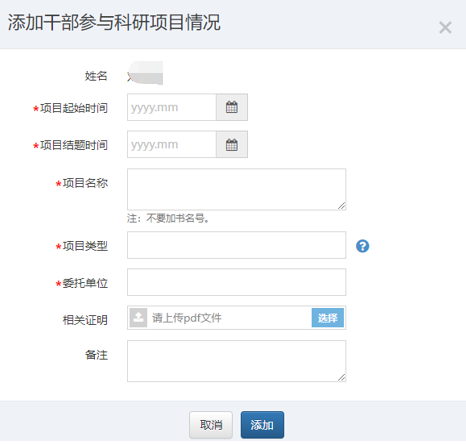 添加干部参与科研项目情况
×
姓名
*项目起始时间 yyyy.mm
*项目结题时间 yyyy.mm
*项目名称
注：不要加书名号。
*项目类型 ?
*委托单位
相关证明 请上传pdf文件 选择
备注
取消 添加